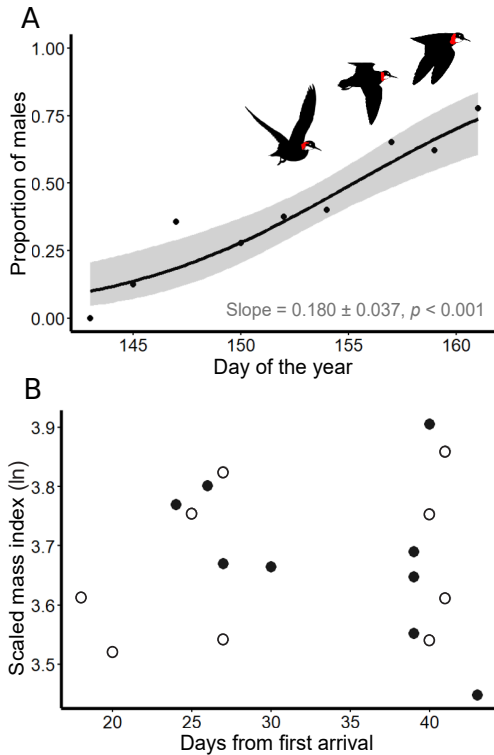 A
1.00
0.75
0.50
0.25
0.00
Proportion of males
Slope = 0.180 ± 0.037, p < 0.001
145 150 155 160
Day of the year
B
3.9
3.8
3.7
3.6
3.5
Scaled mass index (ln)
20 25 30 35 40
Days from first arrival